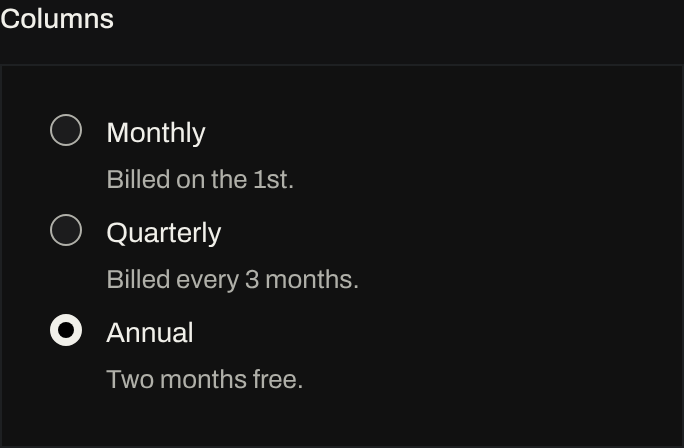 Columns
Monthly
Billed on the 1st.
Quarterly
Billed every 3 months.
Annual
Two months free.